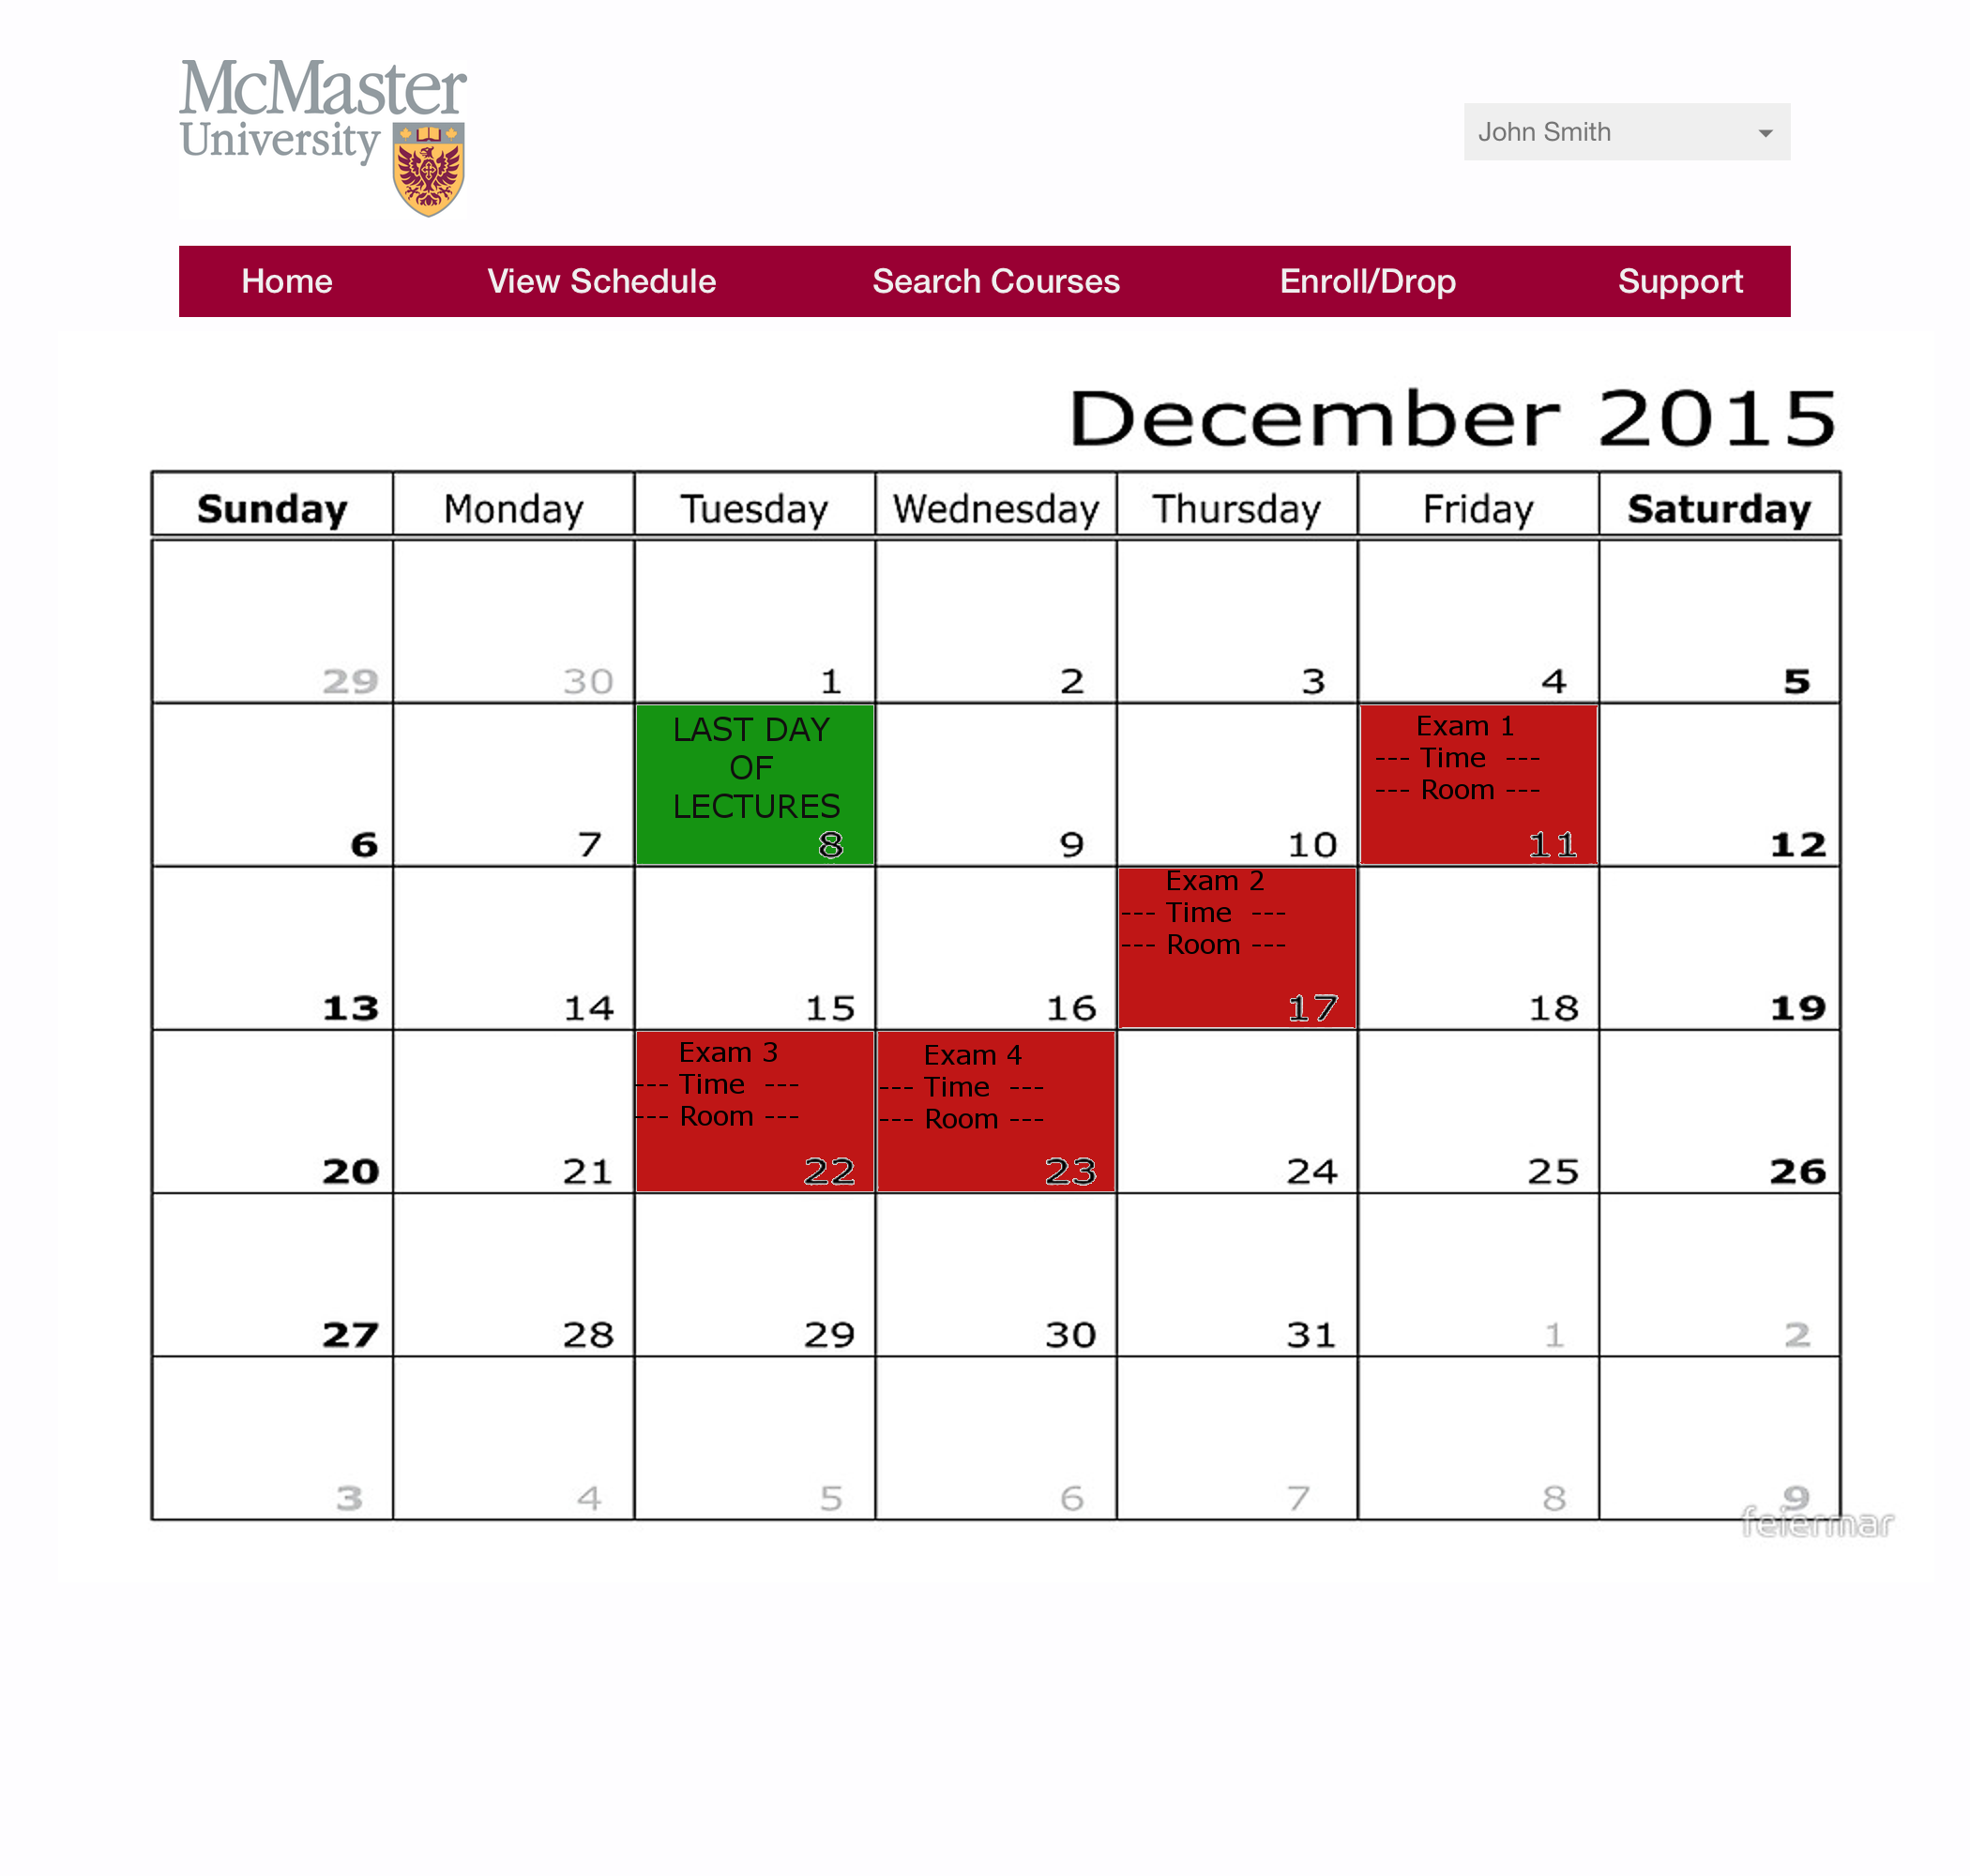 McMaster
University
John Smith
Home View Schedule Search Courses Enroll/Drop Support
December 2015
Sunday Monday Tuesday Wednesday Thursday Friday Saturday
29 30 1 2 3 4 5
LAST DAY
OF
LECTURES
Exam 1
--- Time ---
--- Room ---
6 7 8 9 10 11 12
Exam 2
--- Time ---
--- Room ---
13 14 15 16 17 18 19
Exam 3
--- Time ---
--- Room ---
Exam 4
--- Time ---
--- Room ---
20 21 22 23 24 25 26
27 28 29 30 31 1 2
3 4 5 6 7 8 9
feiermar